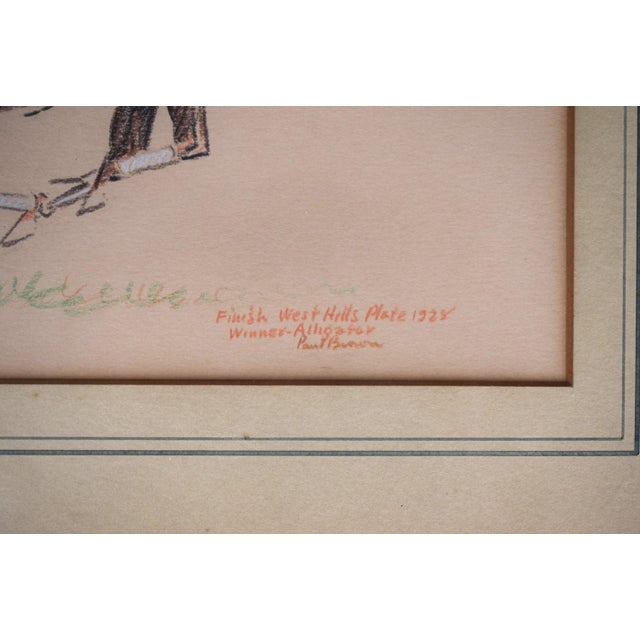 Finish West Hills Plate 1928
Winner-Alligator
Paul Brown